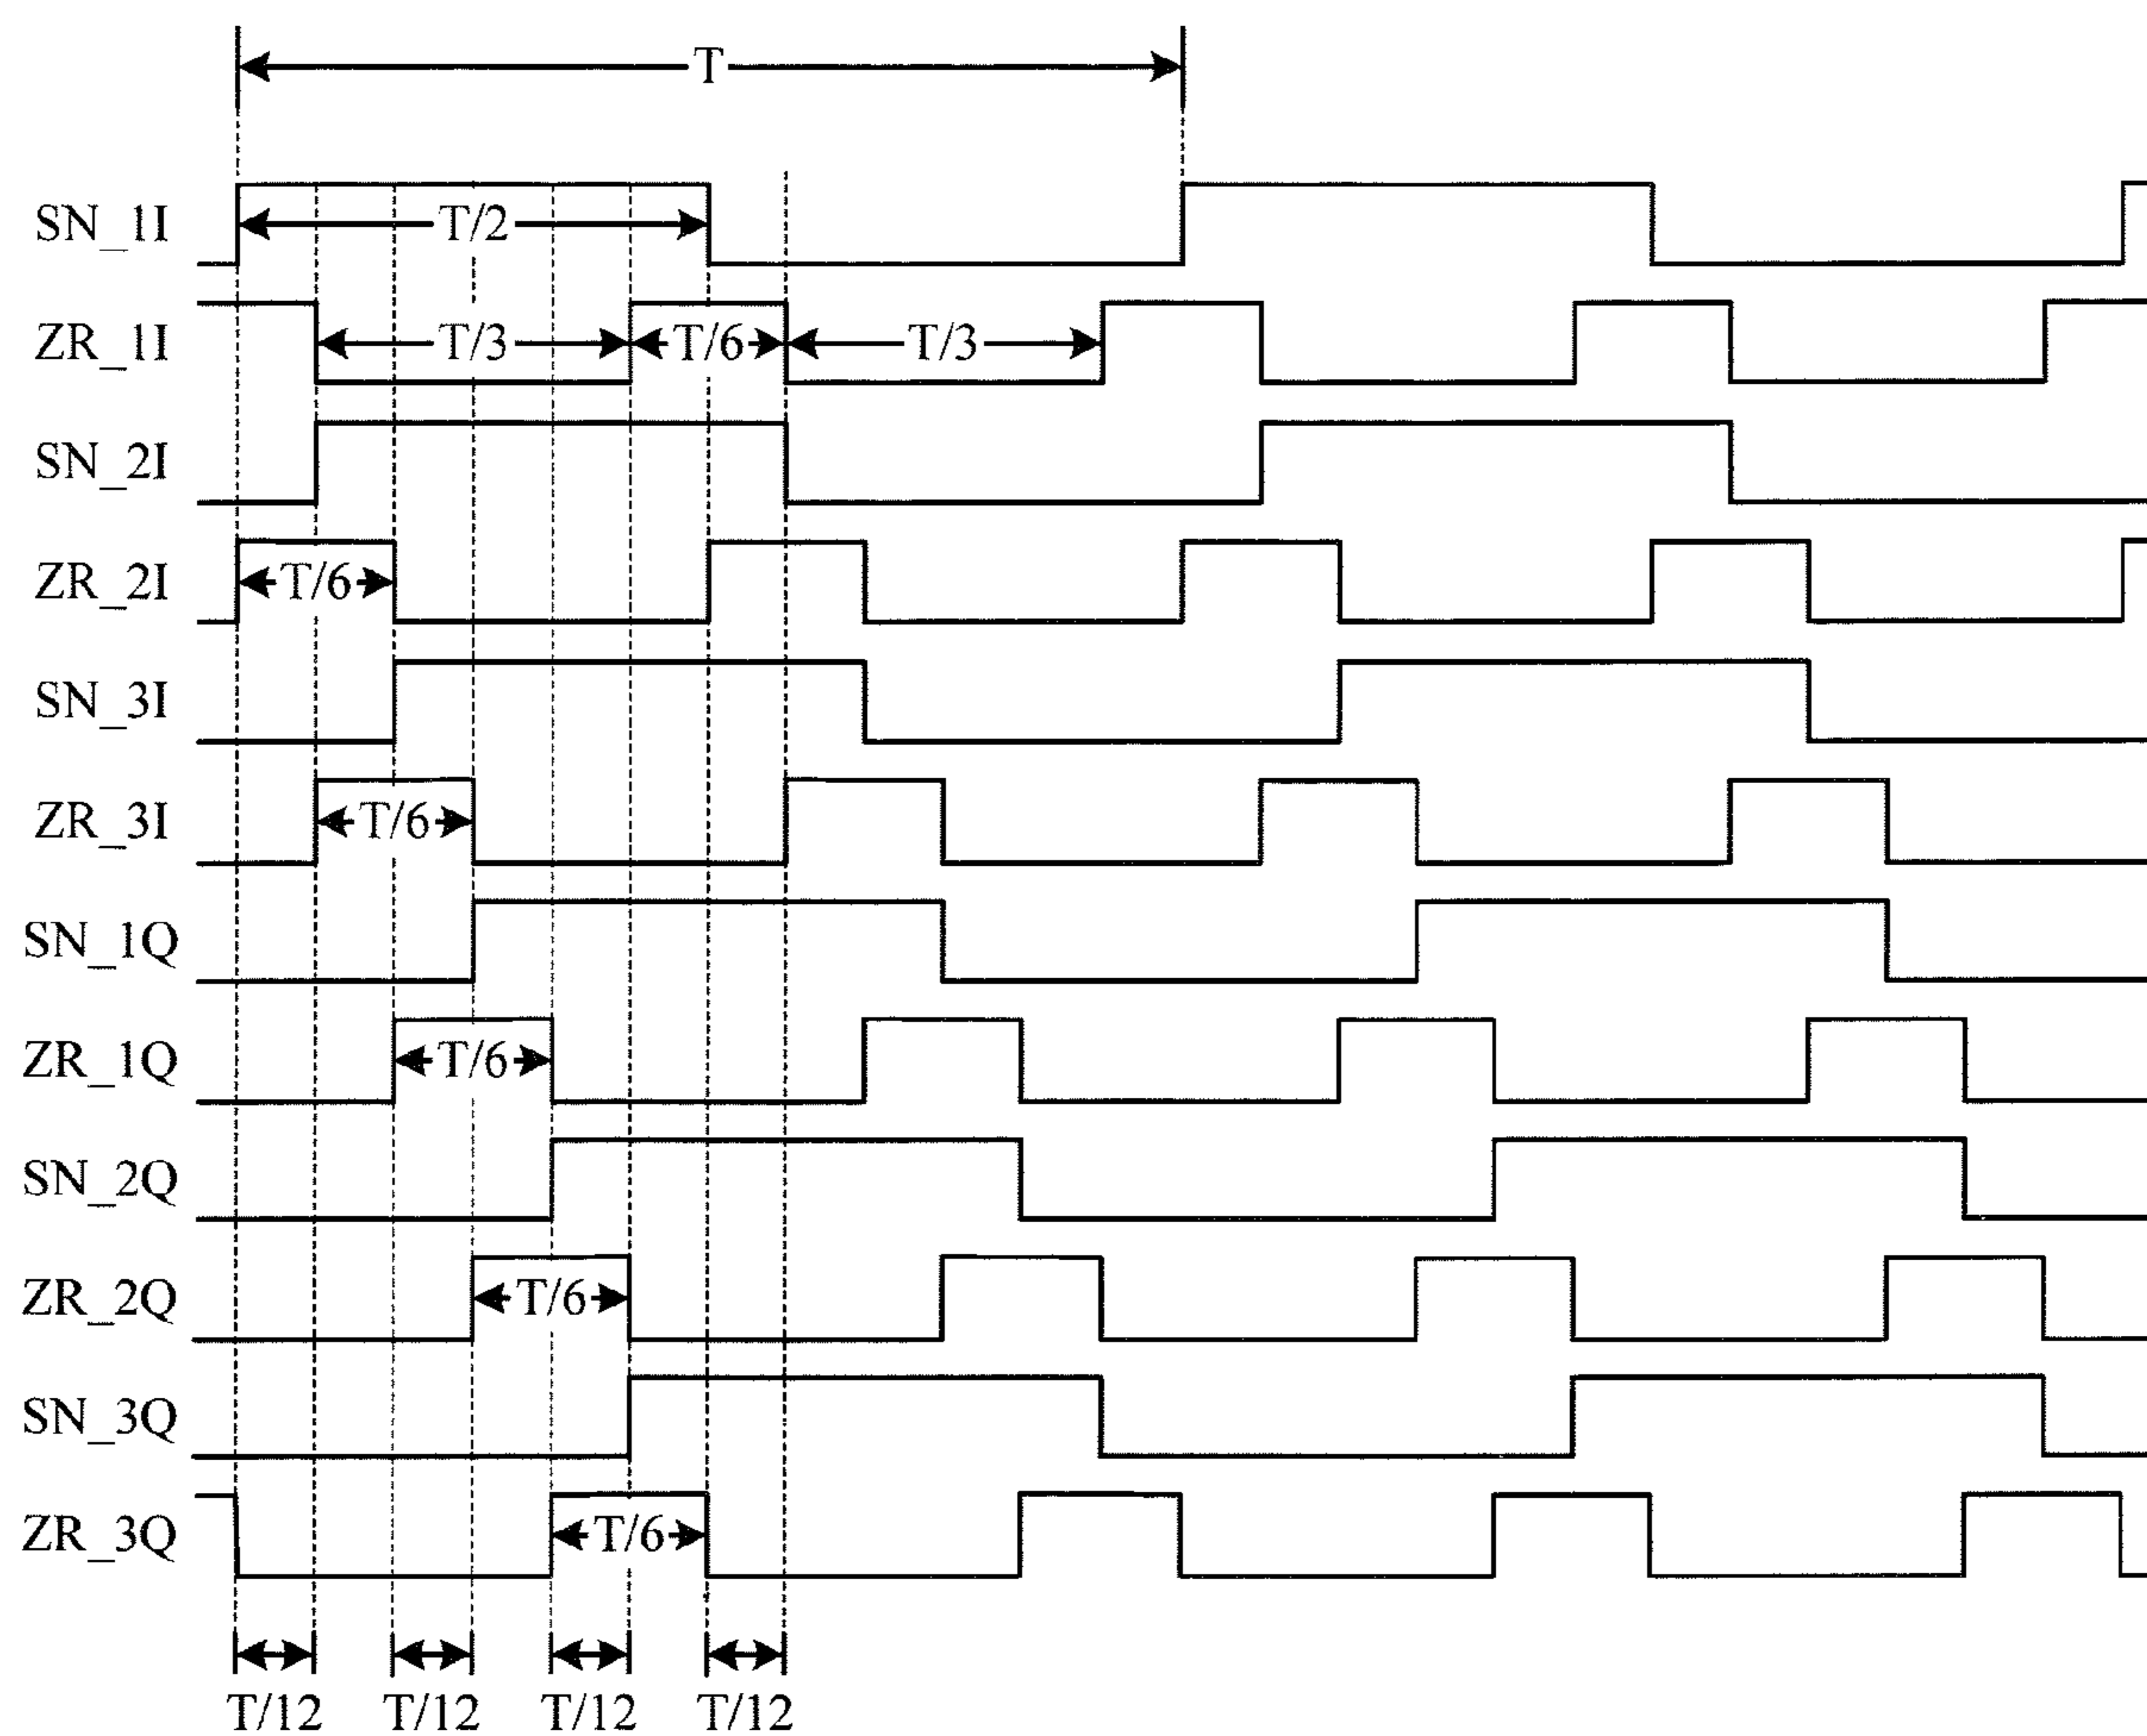 T
SN_1I
T/2
ZR_1I
T/3
T/6
T/3
SN_2I
ZR_2I
T/6
SN_3I
ZR_3I
T/6
SN_1Q
ZR_1Q
T/6
SN_2Q
ZR_2Q
T/6
SN_3Q
ZR_3Q
T/6
T/12
T/12
T/12
T/12